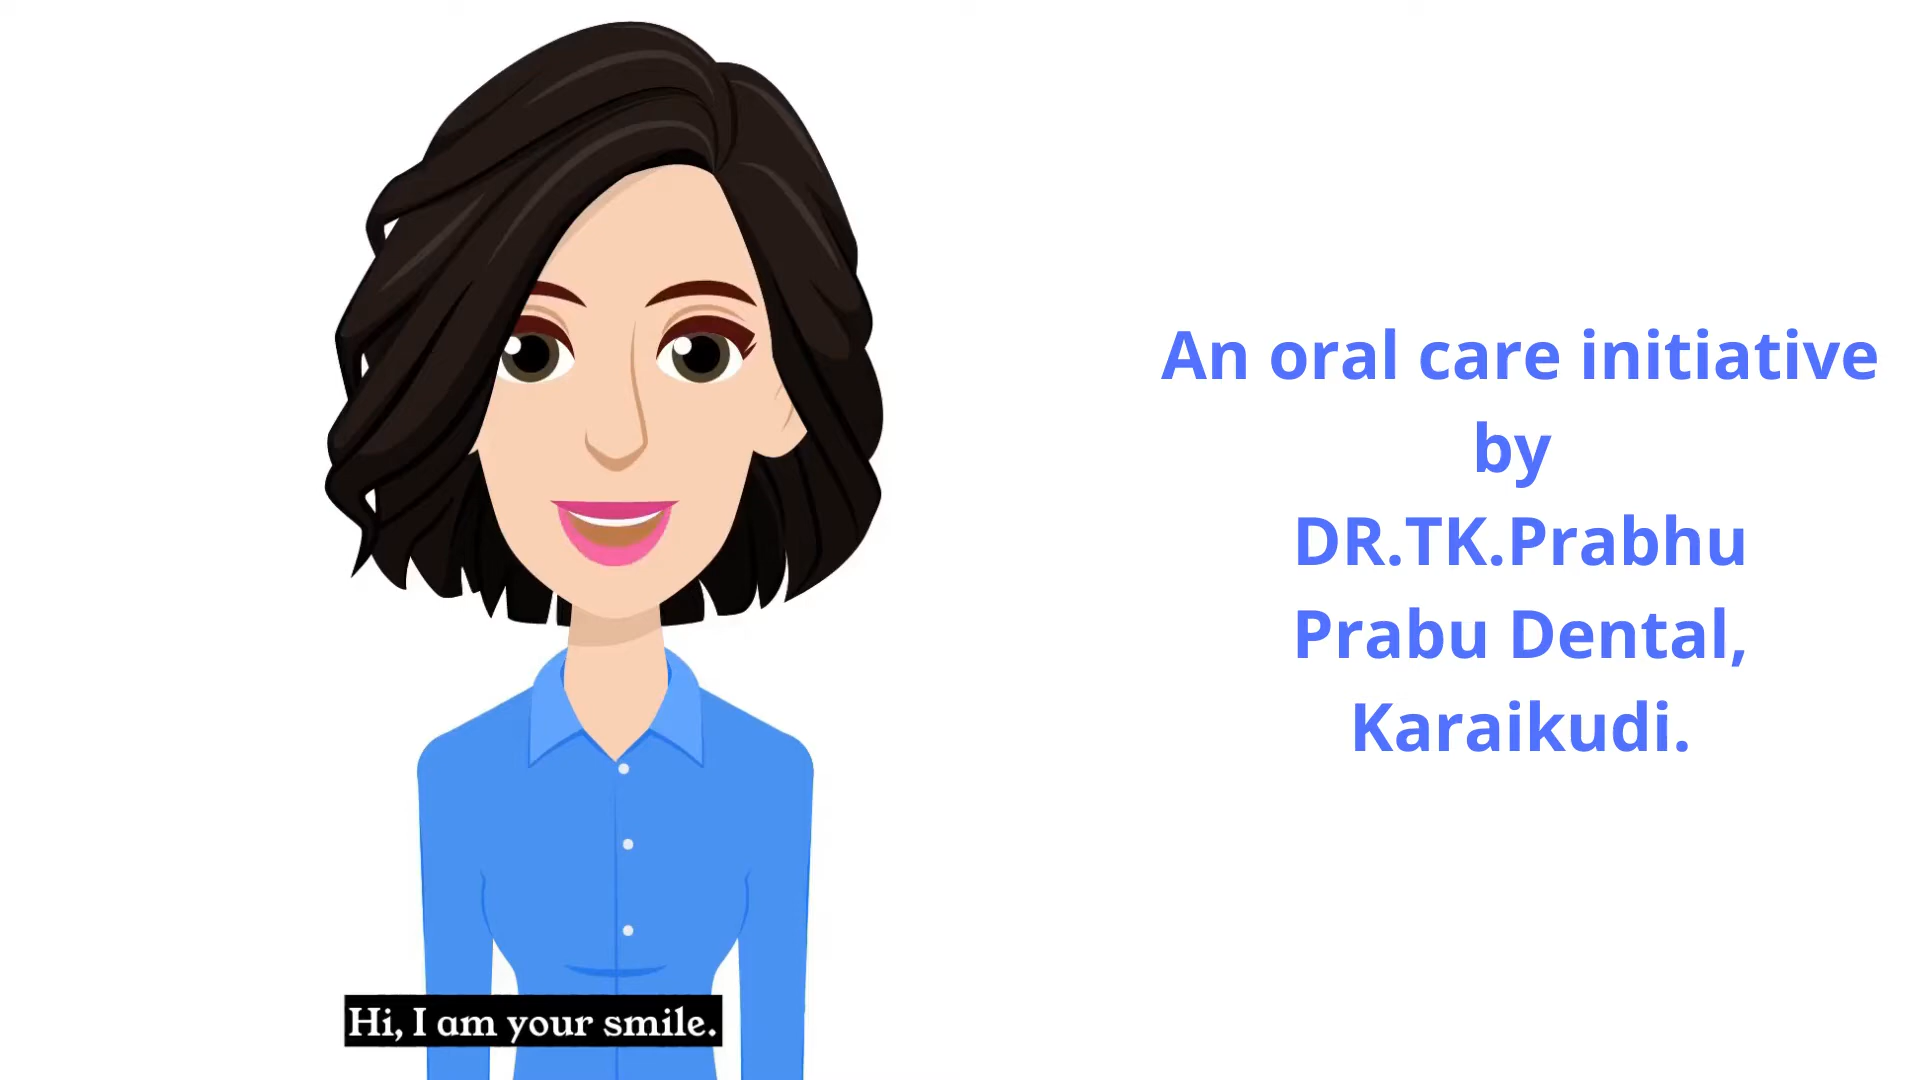 An oral care initiative
by
DR.TK.Prabhu
Prabu Dental,
Karaikudi.
Hi, I am your smile.